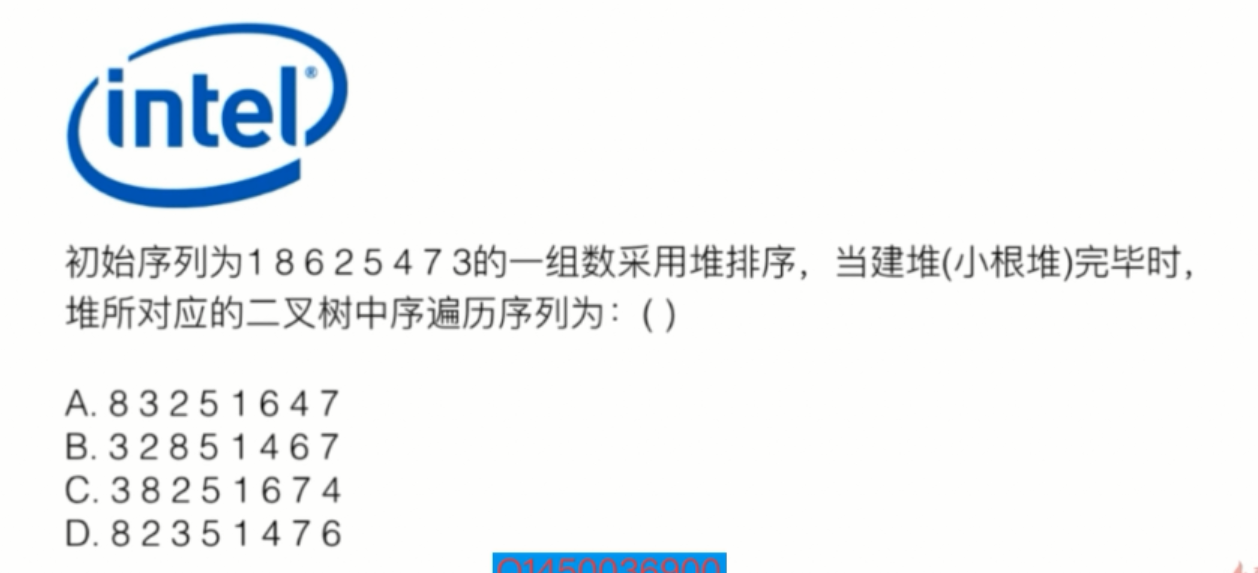 intel®
初始序列为1 8 6 2 5 4 7 3的一组数采用堆排序，当建堆(小根堆)完毕时，
堆所对应的二叉树中序遍历序列为：( )
A. 8 3 2 5 1 6 4 7
B. 3 2 8 5 1 4 6 7
C. 3 8 2 5 1 6 7 4
D. 8 2 3 5 1 4 7 6